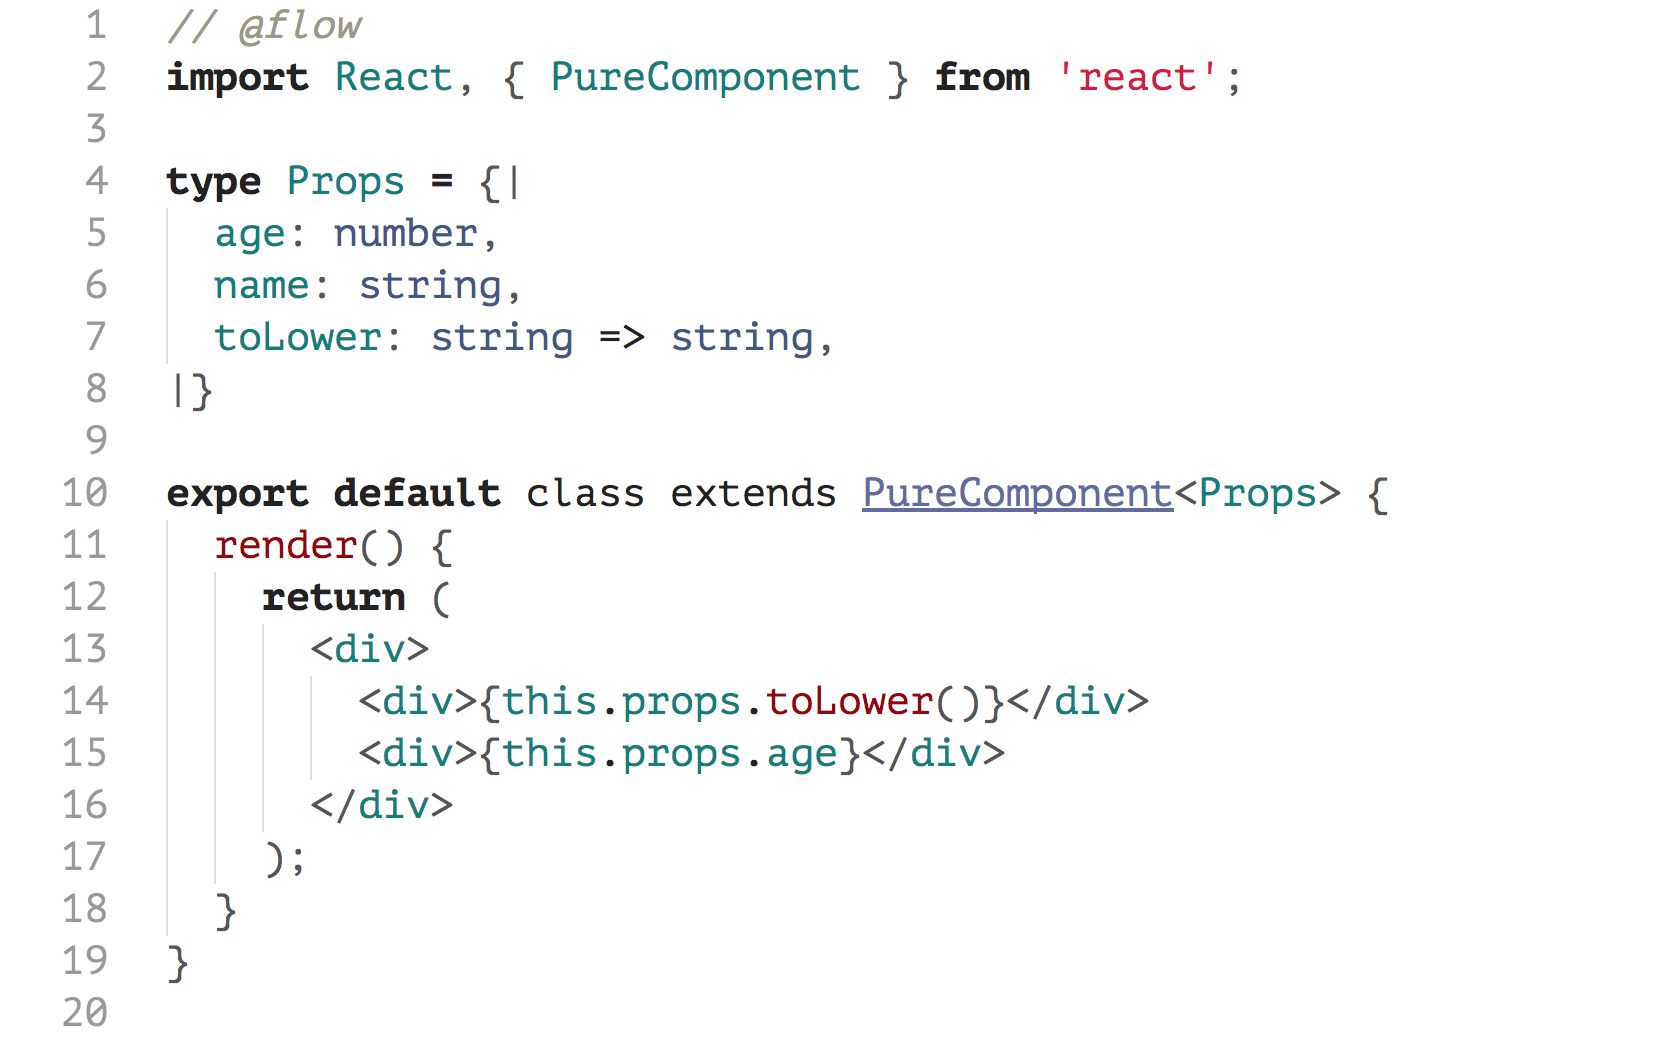 1 // @flow
2 import React, { PureComponent } from 'react';
3
4 type Props = {|
5   age: number,
6   name: string,
7   toLower: string => string,
8 |}
9
10 export default class extends PureComponent<Props> {
11   render() {
12     return (
13       <div>
14         <div>{this.props.toLower()}</div>
15         <div>{this.props.age}</div>
16       </div>
17     );
18   }
19 }
20